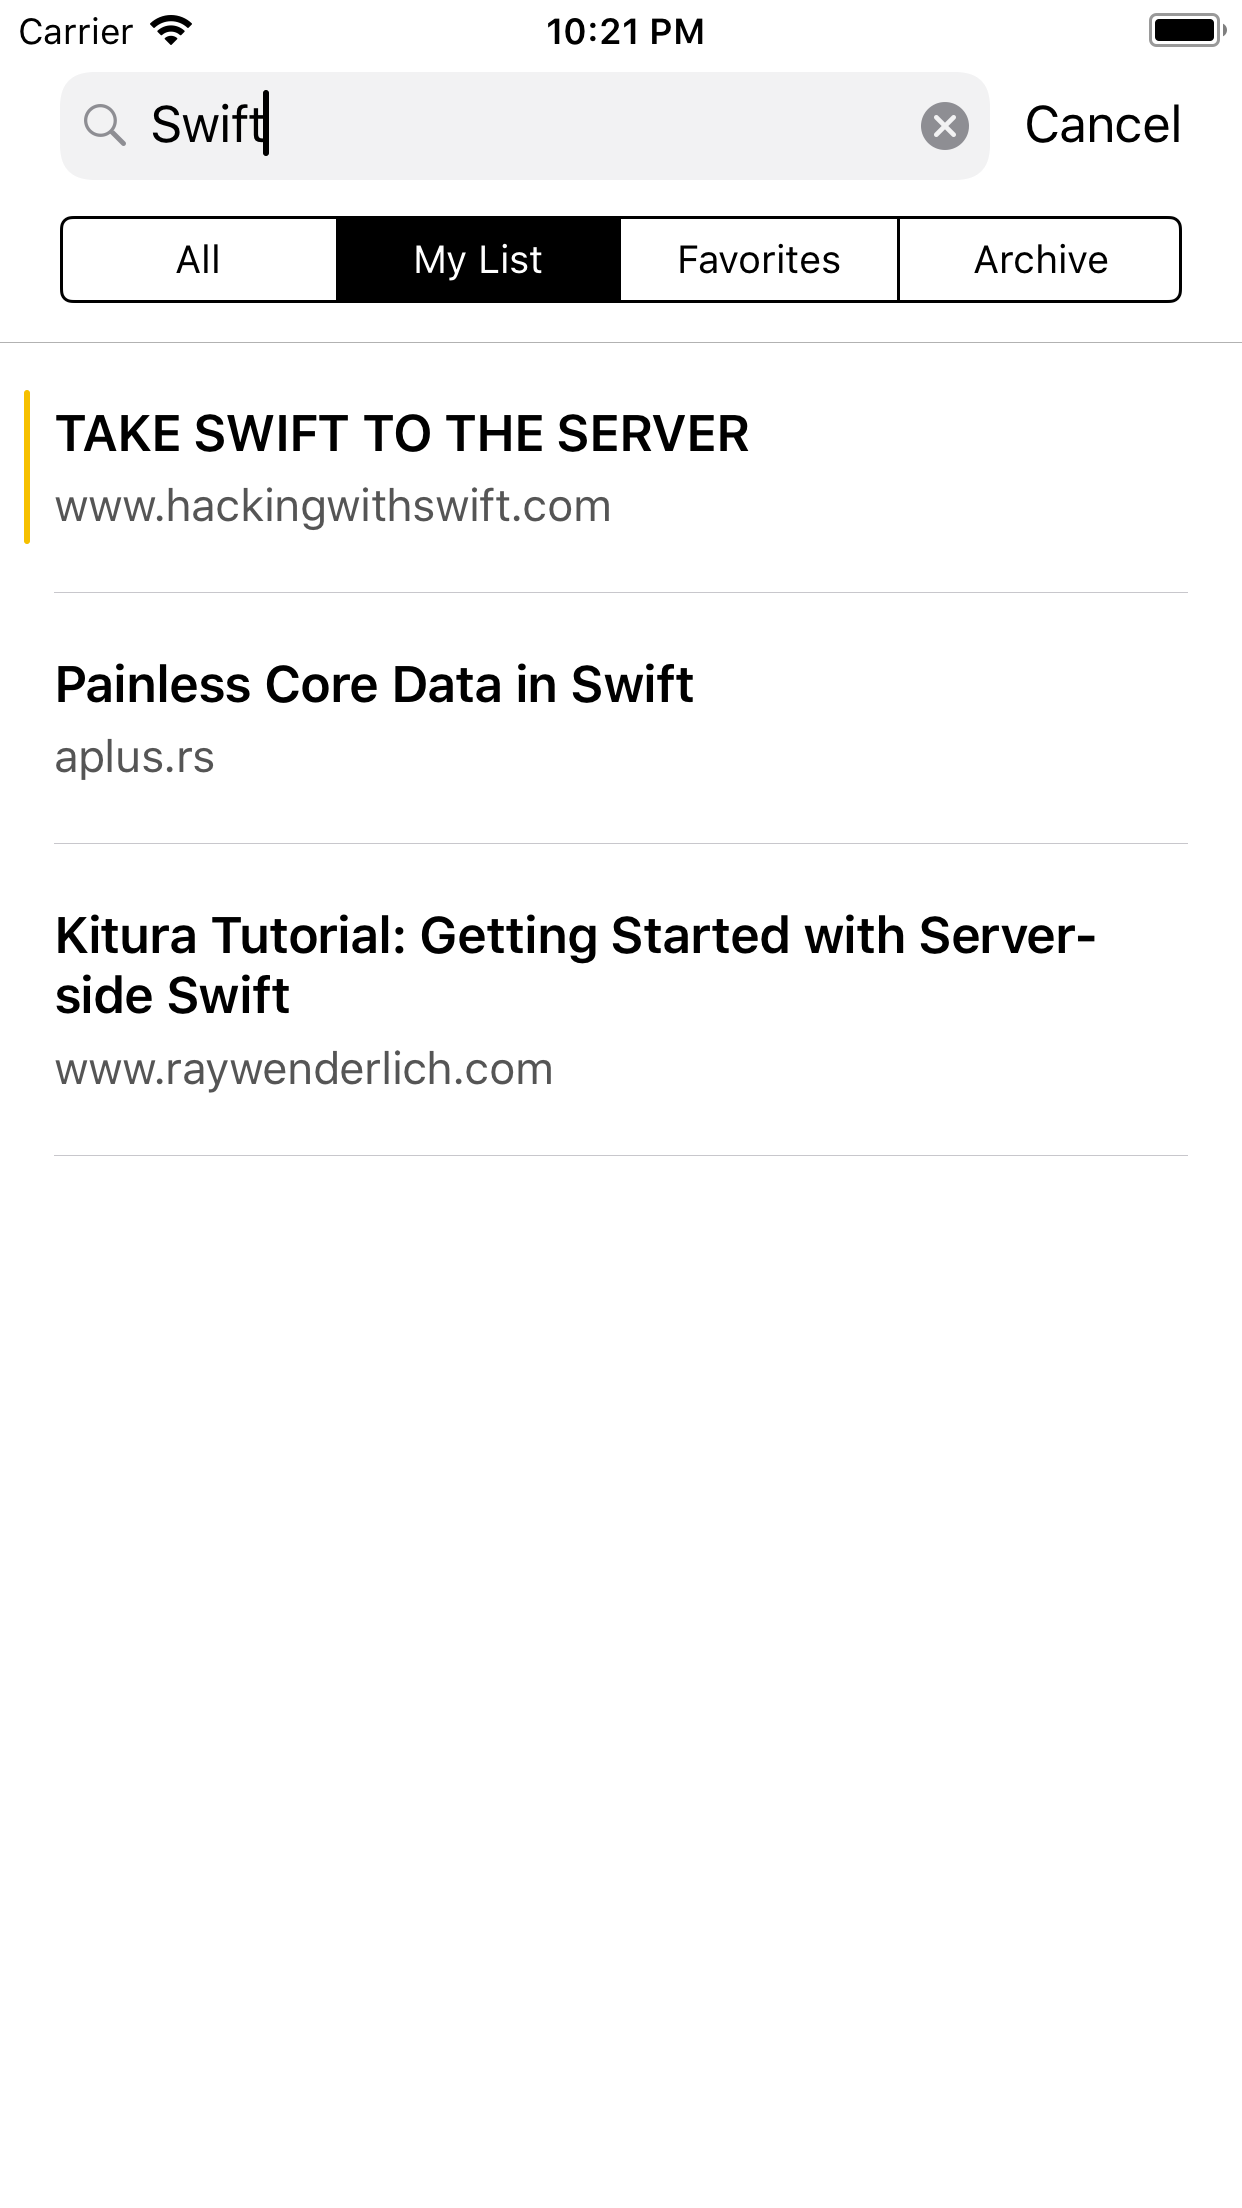 Carrier 10:21 PM
Swift Cancel
All My List Favorites Archive
TAKE SWIFT TO THE SERVER
www.hackingwithswift.com
Painless Core Data in Swift
aplus.rs
Kitura Tutorial: Getting Started with Server-
side Swift
www.raywenderlich.com